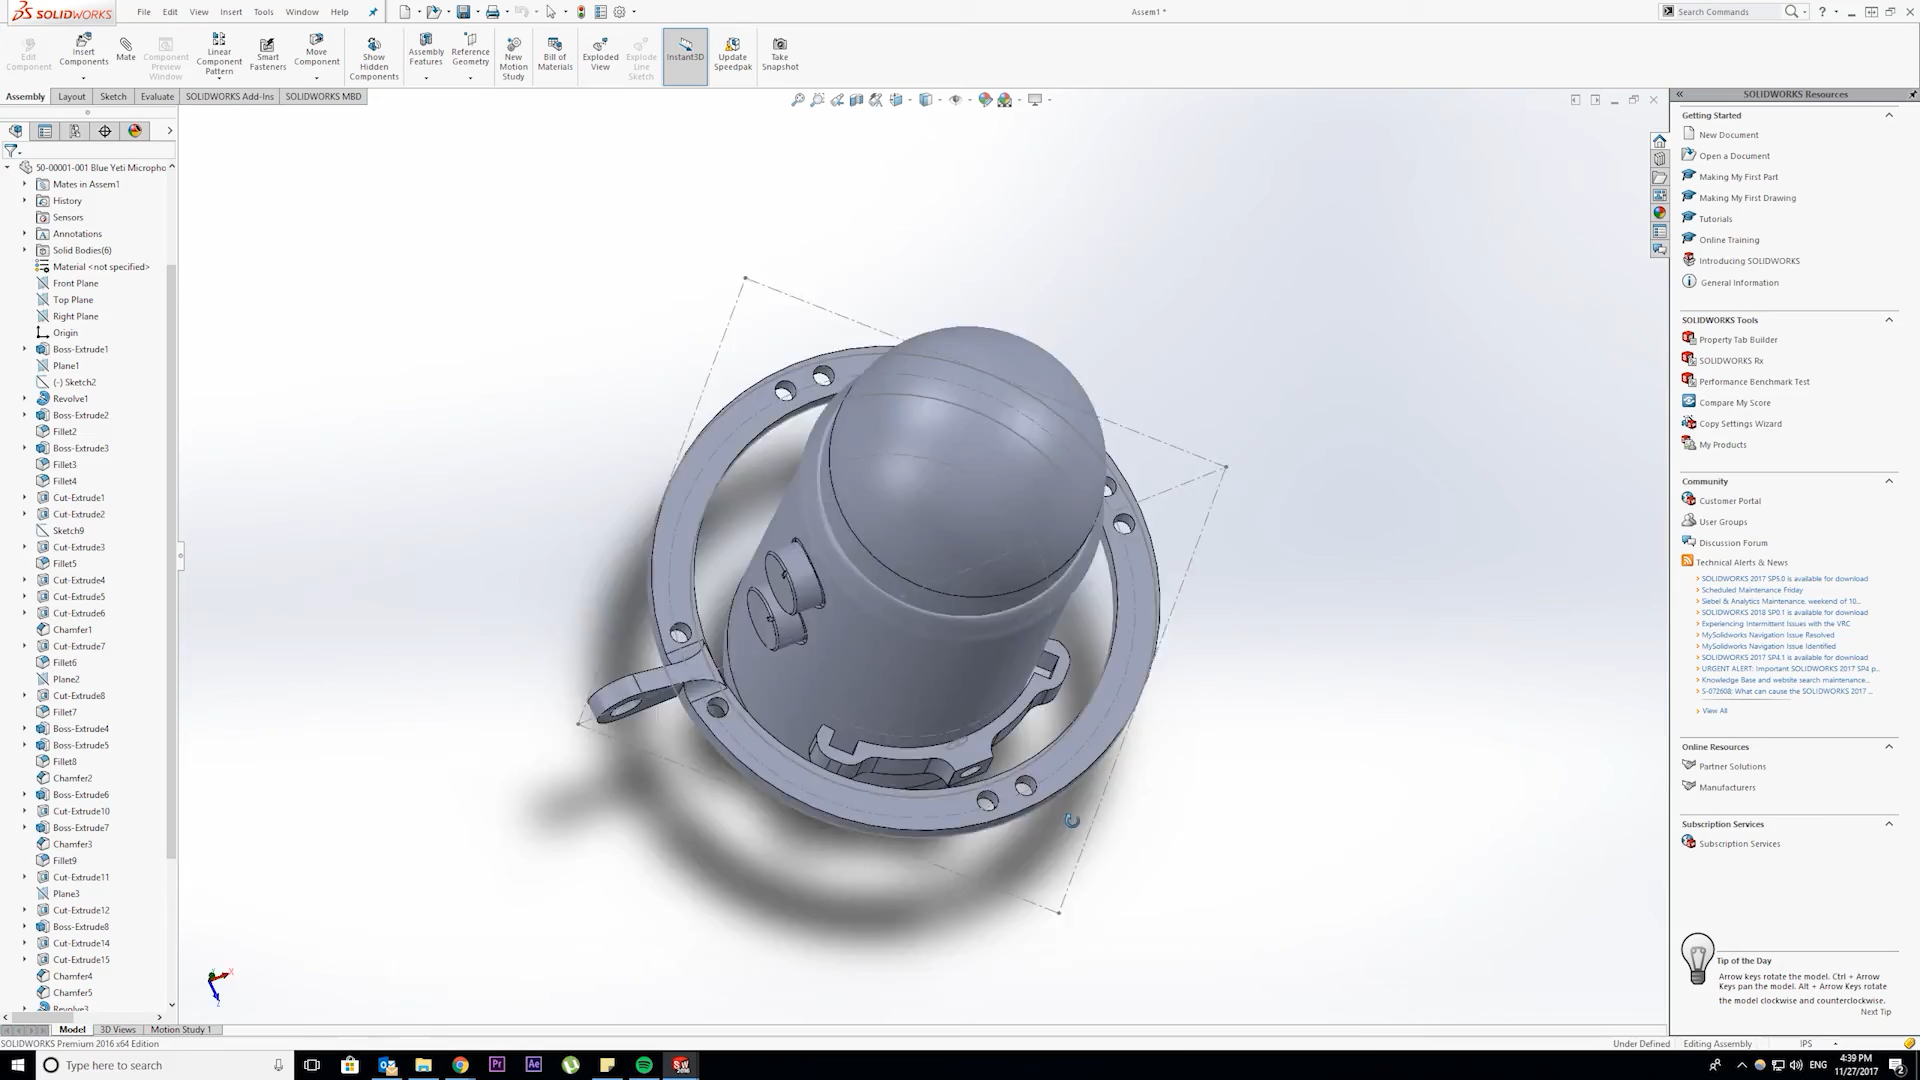 SOLIDWORKS
File Edit View Insert Tools Window Help
Assem1 *
Search Commands
Edit Component
Insert Components
Mate
Component Preview Window
Linear Component Pattern
Smart Fasteners
Move Component
Show Hidden Components
Assembly Features
Reference Geometry
New Motion Study
Bill of Materials
Exploded View
Explode Line Sketch
Instant3D
Update Speedpak
Take Snapshot
Assembly Layout Sketch Evaluate SOLIDWORKS Add-Ins SOLIDWORKS MBD
50-00001-001 Blue Yeti Micropho
Mates in Assem1
History
Sensors
Annotations
Solid Bodies(6)
Material <not specified>
Front Plane
Top Plane
Right Plane
Origin
Boss-Extrude1
Plane1
(-) Sketch2
Revolve1
Boss-Extrude2
Fillet2
Boss-Extrude3
Fillet3
Fillet4
Cut-Extrude1
Cut-Extrude2
Sketch9
Cut-Extrude3
Fillet5
Cut-Extrude4
Cut-Extrude5
Cut-Extrude6
Chamfer1
Cut-Extrude7
Fillet6
Plane2
Cut-Extrude8
Fillet7
Boss-Extrude4
Boss-Extrude5
Fillet8
Chamfer2
Boss-Extrude6
Cut-Extrude10
Boss-Extrude7
Chamfer3
Fillet9
Cut-Extrude11
Plane3
Cut-Extrude12
Boss-Extrude8
Cut-Extrude14
Cut-Extrude15
Chamfer4
Chamfer5
Revolve3
Model 3D Views Motion Study 1
SOLIDWORKS Premium 2016 x64 Edition
Under Defined Editing Assembly IPS
SOLIDWORKS Resources
Getting Started
New Document
Open a Document
Making My First Part
Making My First Drawing
Tutorials
Online Training
Introducing SOLIDWORKS
General Information
SOLIDWORKS Tools
Property Tab Builder
SOLIDWORKS Rx
Performance Benchmark Test
Compare My Score
Copy Settings Wizard
My Products
Community
Customer Portal
User Groups
Discussion Forum
Technical Alerts & News
SOLIDWORKS 2017 SP5.0 is available for download
Scheduled Maintenance Friday
Siebel & Analytics Maintenance, weekend of 10...
SOLIDWORKS 2018 SP0.1 is available for download
Experiencing Intermittent Issues with the VRC
MySolidworks Navigation Issue Resolved
MySolidworks Navigation Issue Identified
SOLIDWORKS 2017 SP4.1 is available for download
URGENT ALERT: Important SOLIDWORKS 2017 SP4 p...
Knowledge Base and website search maintenance...
S-072608: What can cause the SOLIDWORKS 2017 ...
View All
Online Resources
Partner Solutions
Manufacturers
Subscription Services
Subscription Services
Tip of the Day
Arrow keys rotate the model. Ctrl + Arrow
Keys pan the model. Alt + Arrow Keys rotate
the model clockwise and counterclockwise.
Next Tip
Type here to search
ENG
4:39 PM
11/27/2017